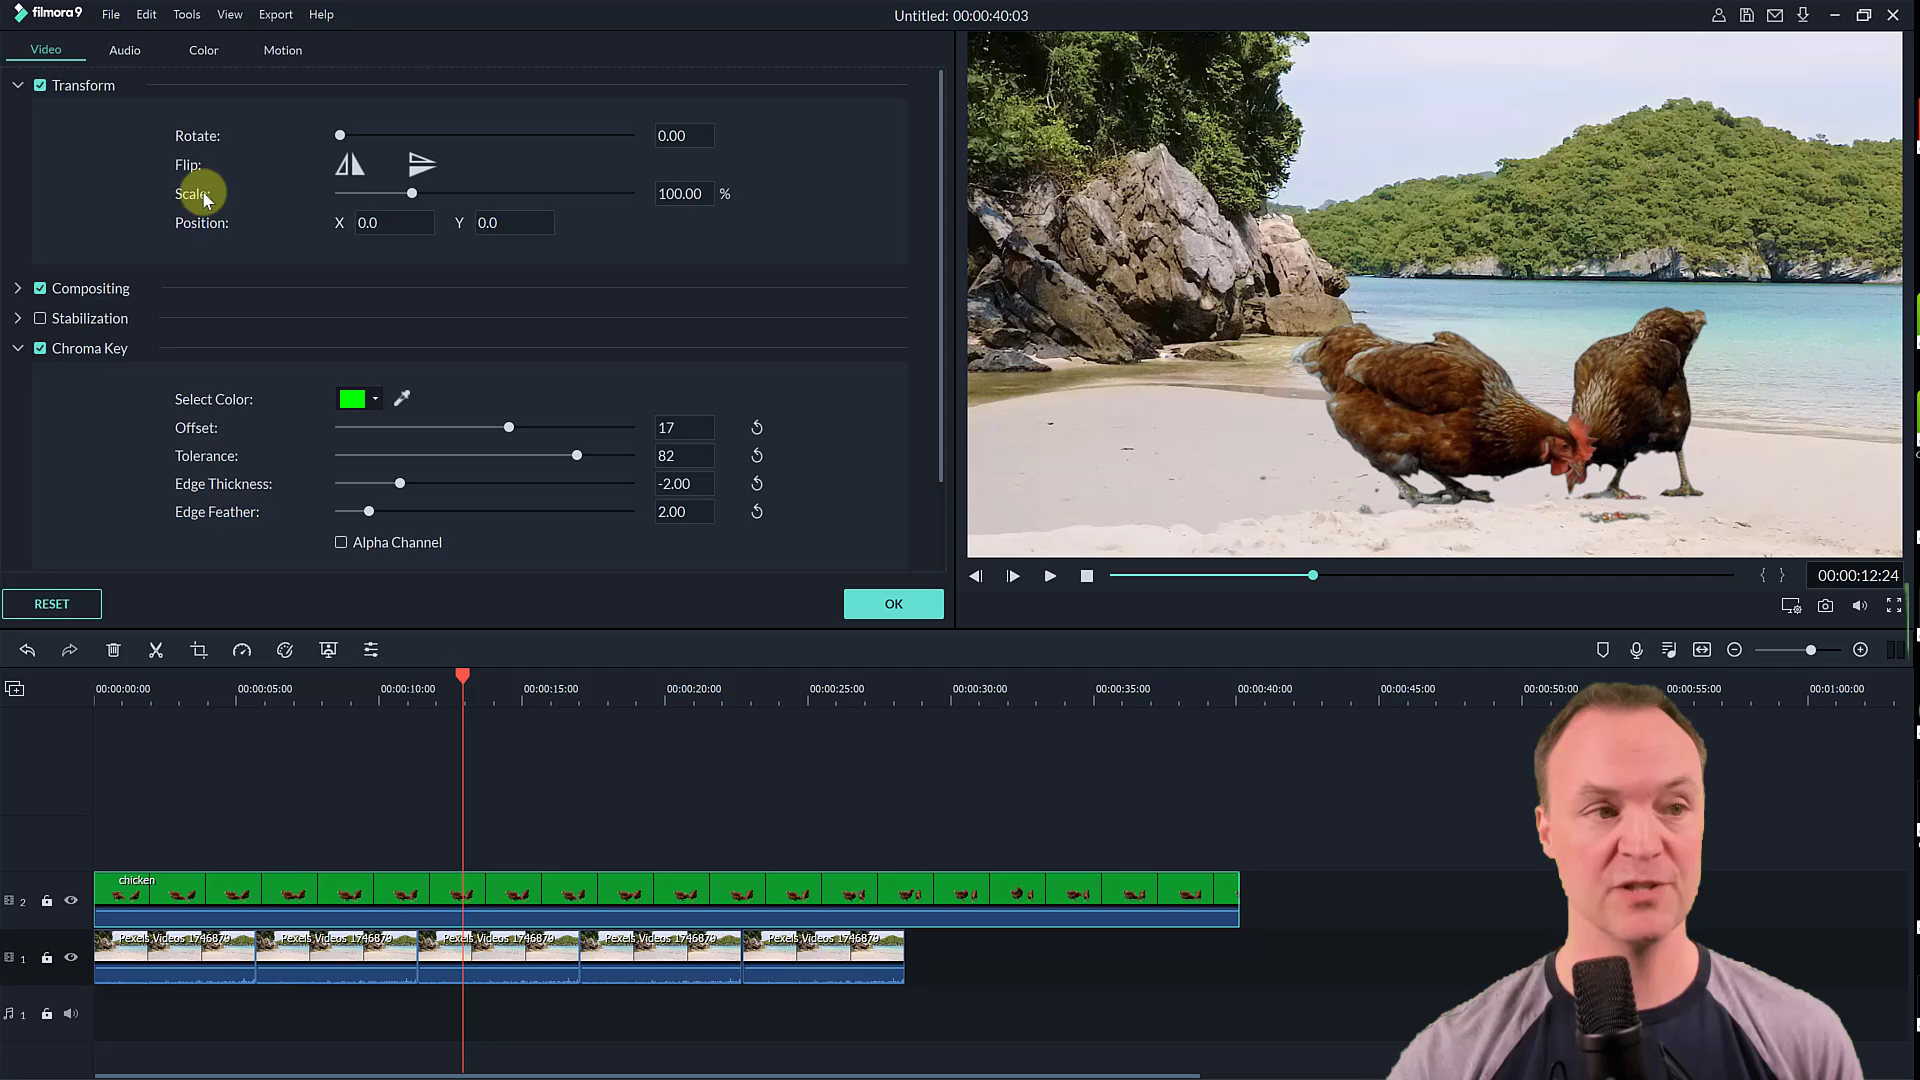 filmora9 File Edit Tools View Export Help Untitled: 00:00:40:03
Video Audio Color Motion
Transform
Rotate: 0.00
Flip:
Scale: 100.00 %
Position: X 0.0 Y 0.0
Compositing
Stabilization
Chroma Key
Select Color:
Offset: 17
Tolerance: 82
Edge Thickness: -2.00
Edge Feather: 2.00
Alpha Channel
RESET OK
{ } 00:00:12:24
00:00:00:00 00:00:05:00 00:00:10:00 00:00:15:00 00:00:20:00 00:00:25:00 00:00:30:00 00:00:35:00 00:00:40:00 00:00:45:00 00:00:50:00 00:00:55:00 00:01:00:00
chicken
2
Pexels Videos 1746879 Pexels Videos 1746879 Pexels Videos 1746879 Pexels Videos 1746879 Pexels Videos 1746879
1
1